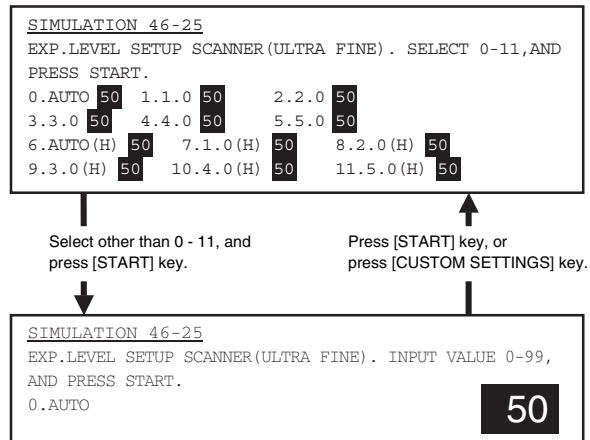 SIMULATION 46-25
EXP.LEVEL SETUP SCANNER(ULTRA FINE). SELECT 0-11,AND
PRESS START.
0.AUTO 50 1.1.0 50 2.2.0 50
3.3.0 50 4.4.0 50 5.5.0 50
6.AUTO(H) 50 7.1.0(H) 50 8.2.0(H) 50
9.3.0(H) 50 10.4.0(H) 50 11.5.0(H) 50
Select other than 0 - 11, and
press [START] key.
Press [START] key, or
press [CUSTOM SETTINGS] key.
SIMULATION 46-25
EXP.LEVEL SETUP SCANNER(ULTRA FINE). INPUT VALUE 0-99,
AND PRESS START.
0.AUTO
50